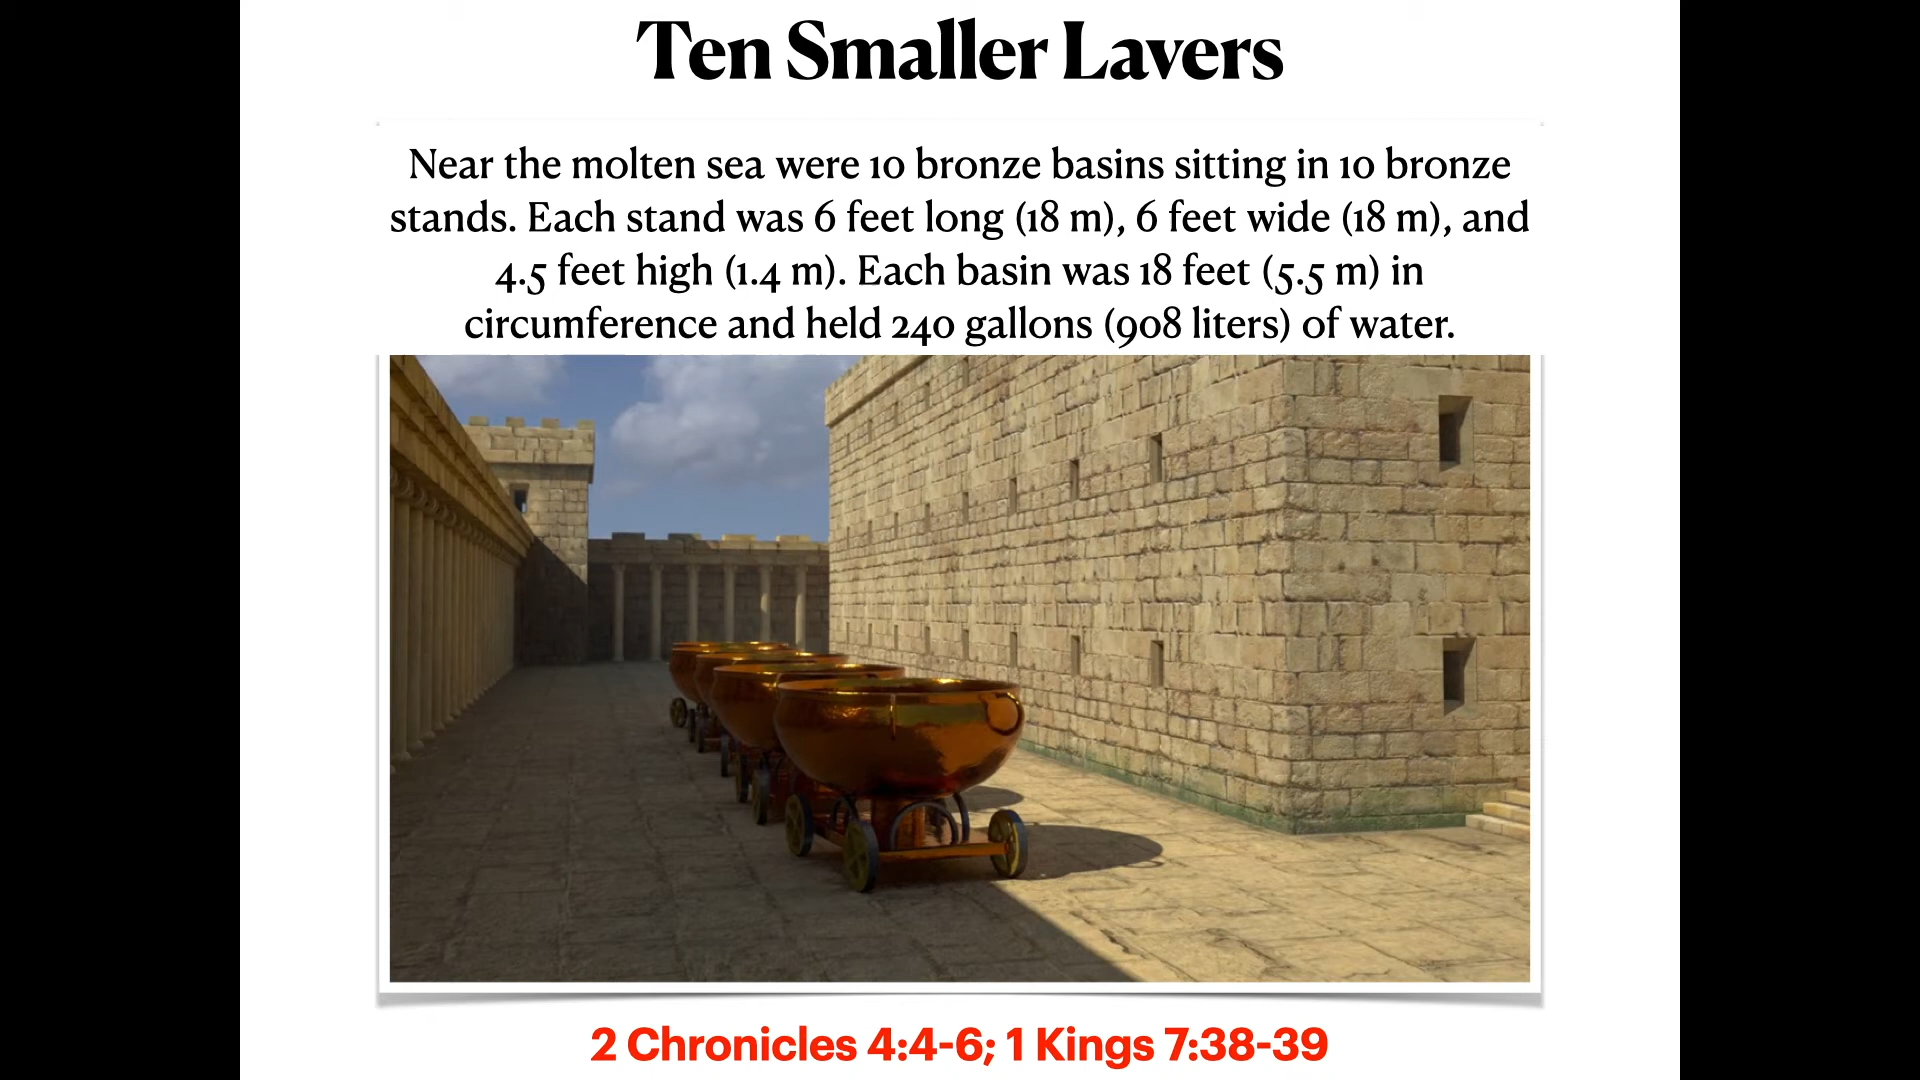 Ten Smaller Lavers
Near the molten sea were 10 bronze basins sitting in 10 bronze
stands. Each stand was 6 feet long (18 m), 6 feet wide (18 m), and
4.5 feet high (1.4 m). Each basin was 18 feet (5.5 m) in
circumference and held 240 gallons (908 liters) of water.
2 Chronicles 4:4-6; 1 Kings 7:38-39